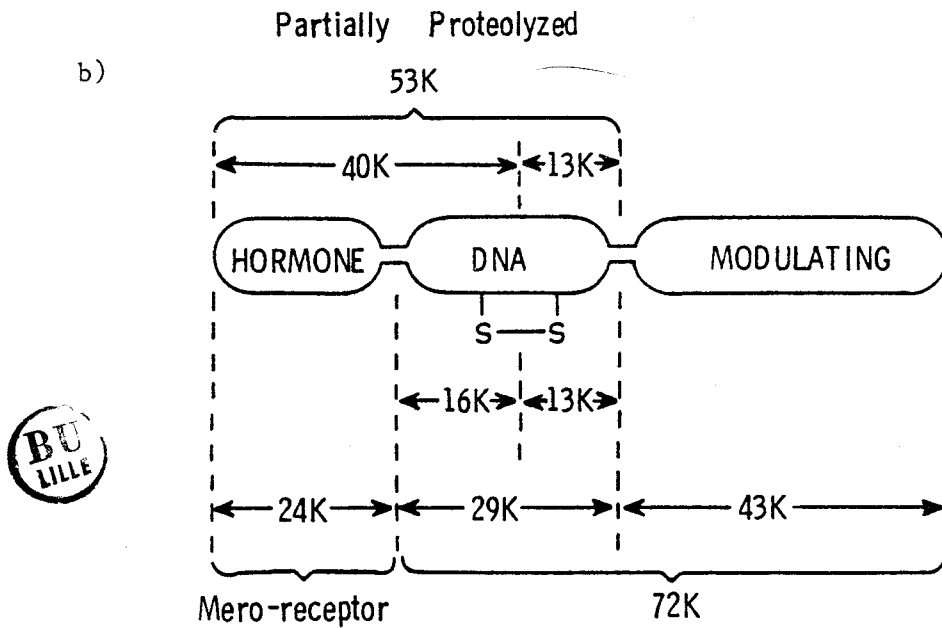 Partially Proteolyzed
b)
53K
40K 13K
HORMONE DNA MODULATING
S S
16K 13K
BU
LILLE
24K 29K 43K
Mero-receptor 72K